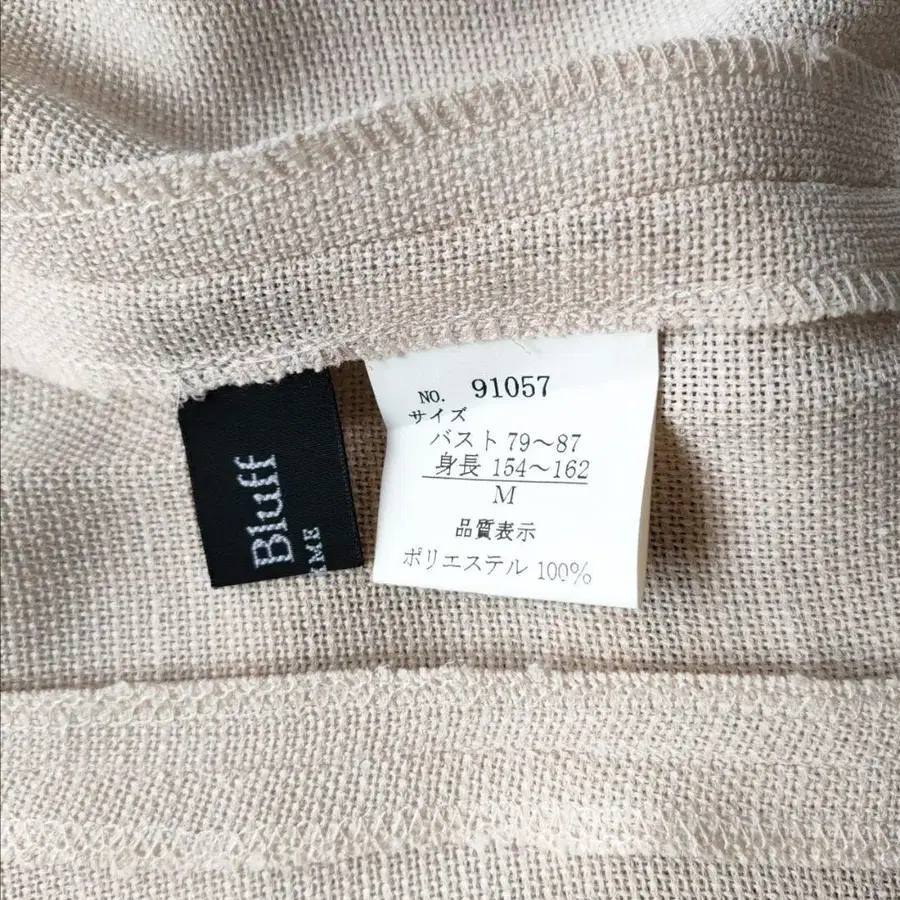 Bluff
NO. 91057
サイズ
バスト 79～87
身長 154～162
M
品質表示
ポリエステル 100%